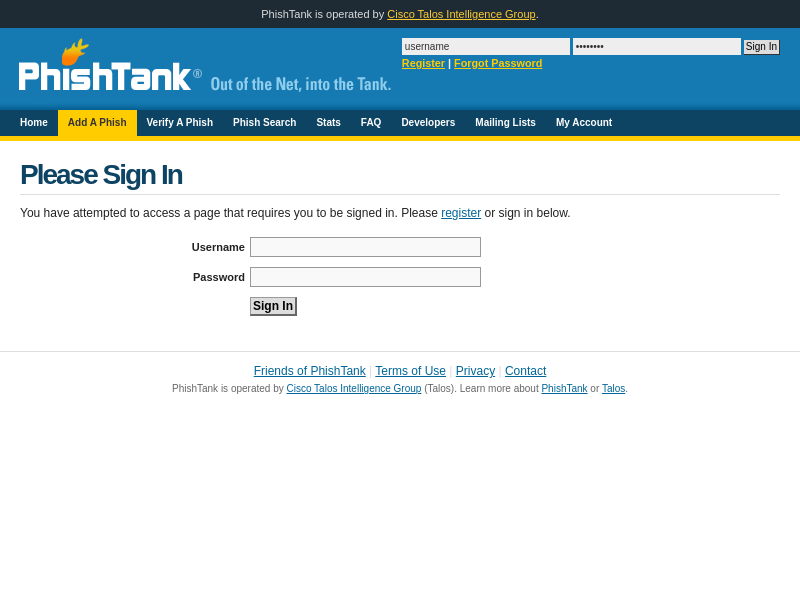 PhishTank is operated by Cisco Talos Intelligence Group.
username •••••••• Sign In
Register | Forgot Password
PhishTank® Out of the Net, into the Tank.
Home Add A Phish Verify A Phish Phish Search Stats FAQ Developers Mailing Lists My Account
Please Sign In
You have attempted to access a page that requires you to be signed in. Please register or sign in below.
Username
Password
Sign In
Friends of PhishTank | Terms of Use | Privacy | Contact
PhishTank is operated by Cisco Talos Intelligence Group (Talos). Learn more about PhishTank or Talos.